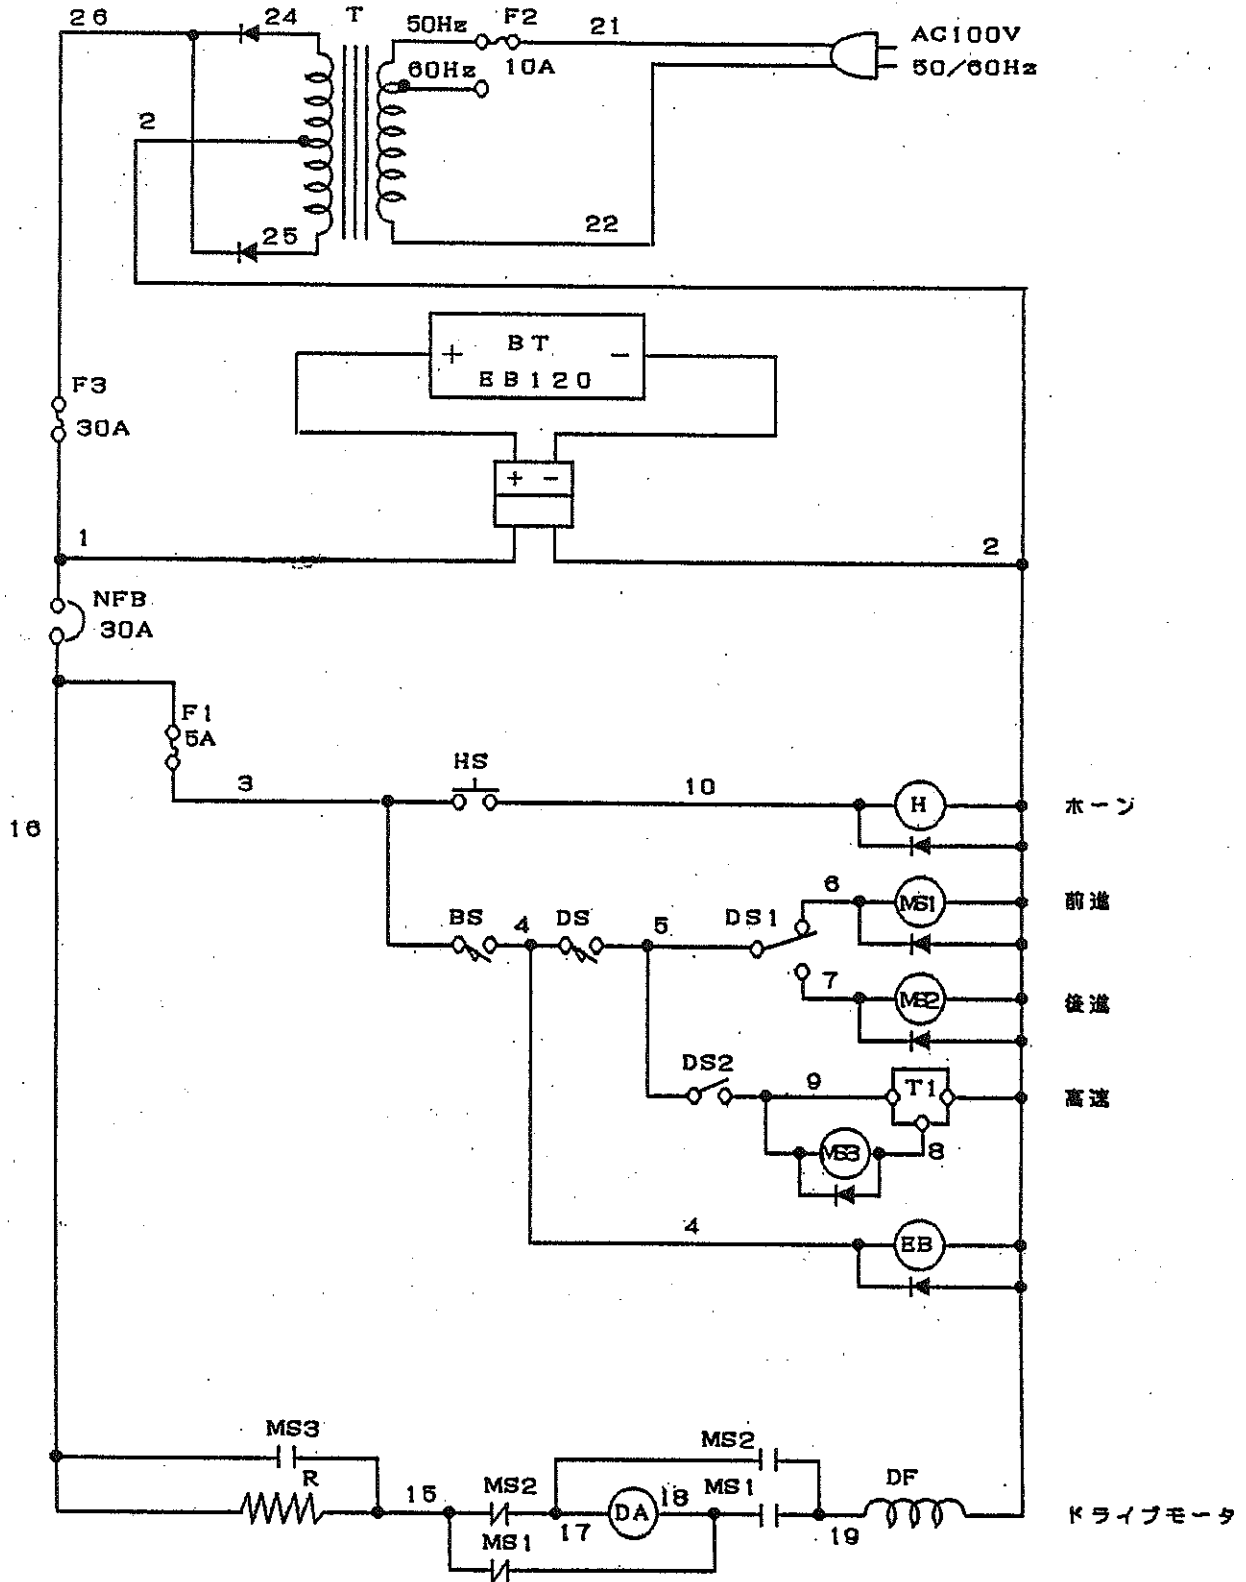 26
24
T
50Hz
F2
21
AC100V
60Hz
10A
50/60Hz
2
25
22
BT
+
-
EB120
F3
30A
+ -
1
2
NFB
30A
F1
5A
3
HS
10
H
ホーン
16
BS
4
DS
5
DS1
6
MS1
前進
7
MS2
後進
DS2
9
T1
高速
MS3
8
4
EB
MS3
MS2
R
15
MS2
18
MS1
DF
DA
17
19
ドライブモータ
MS1